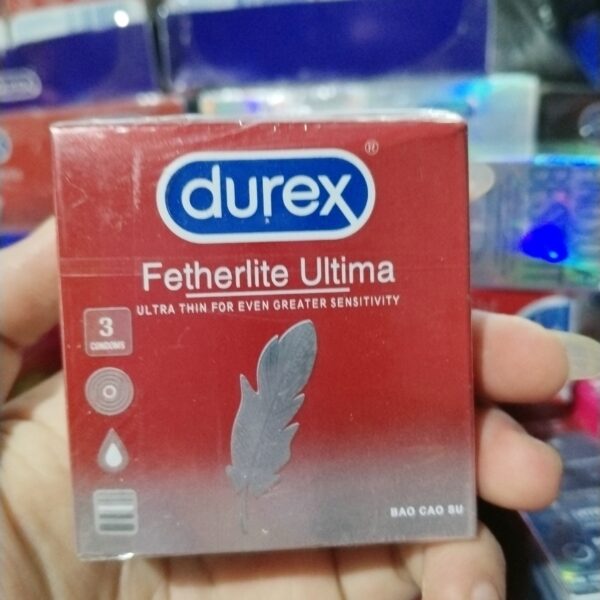 durex®
Fetherlite Ultima
ULTRA THIN FOR EVEN GREATER SENSITIVITY
3
CONDOMS
BAO CAO SU